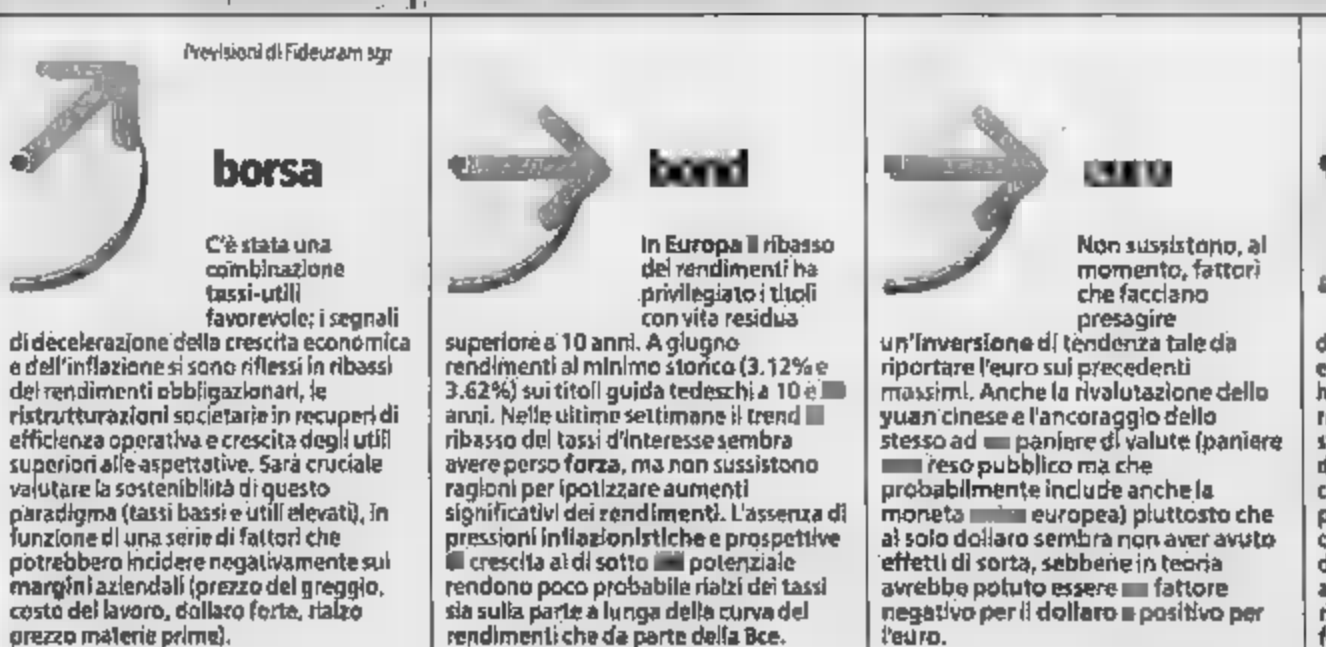 Previsioni di Fideuram sgr
borsa
C'è stata una
combinazione
tassi-utili
favorevole; i segnali
di decelerazione della crescita economica
e dell'inflazione si sono riflessi in ribassi
dei rendimenti obbligazionari, le
ristrutturazioni societarie in recuperi di
efficienza operativa e crescita degli utili
superiori alle aspettative. Sarà cruciale
valutare la sostenibilità di questo
paradigma (tassi bassi e utili elevati), in
funzione di una serie di fattori che
potrebbero incidere negativamente sui
margini aziendali (prezzo del greggio,
costo del lavoro, dollaro forte, rialzo
prezzo materie prime).
bond
In Europa il ribasso
dei rendimenti ha
privilegiato i titoli
con vita residua
superiore a 10 anni. A giugno
rendimenti al minimo storico (3.12% e
3.62%) sui titoli guida tedeschi a 10 e
anni. Nelle ultime settimane il trend
ribasso dei tassi d'interesse sembra
avere perso forza, ma non sussistono
ragioni per ipotizzare aumenti
significativi dei rendimenti. L'assenza di
pressioni inflazionistiche e prospettive
crescita al di sotto potenziale
rendono poco probabile rialzi dei tassi
sia sulla parte a lunga della curva dei
rendimenti che da parte della Bce.
euro
Non sussistono, al
momento, fattori
che facciano
presagire
un'inversione di tendenza tale da
riportare l'euro sui precedenti
massimi. Anche la rivalutazione dello
yuan cinese e l'ancoraggio dello
stesso ad paniere di valute (paniere
reso pubblico ma che
probabilmente include anche la
moneta europea) piuttosto che
al solo dollaro sembra non aver avuto
effetti di sorta, sebbene in teoria
avrebbe potuto essere fattore
negativo per il dollaro positivo per
l'euro.